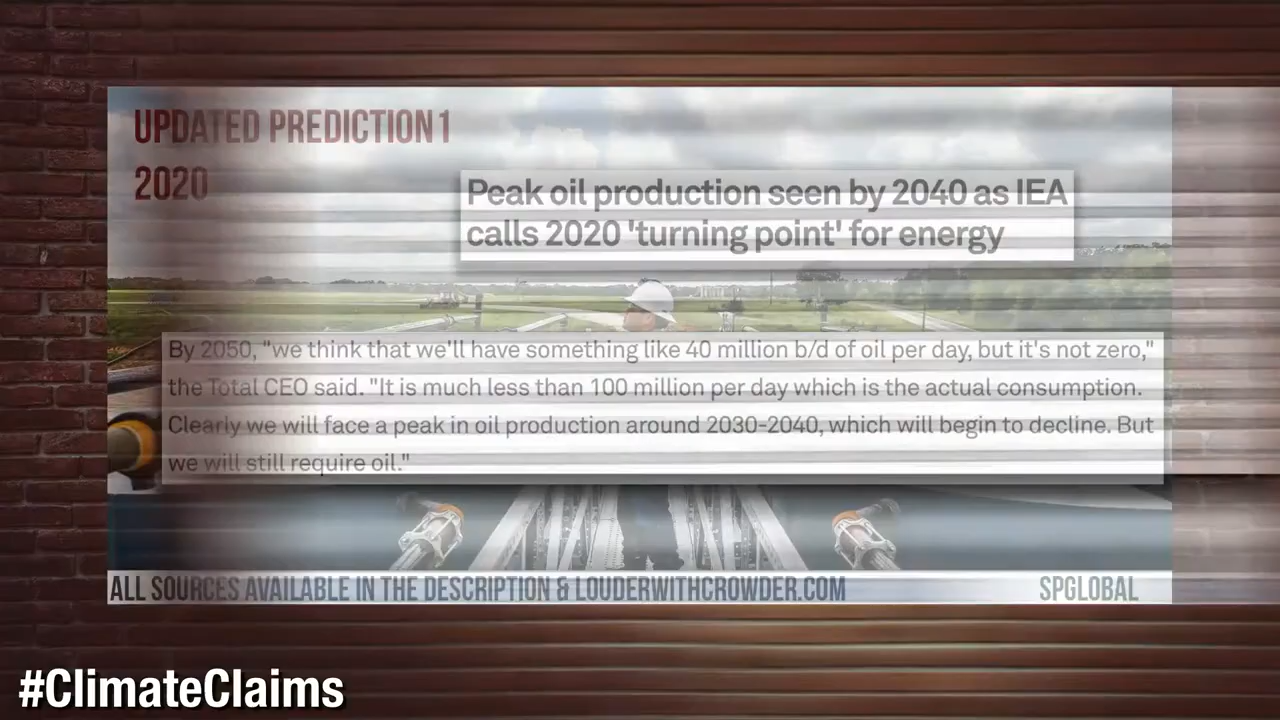 UPDATED PREDICTION 1
2020
Peak oil production seen by 2040 as IEA
calls 2020 'turning point' for energy
By 2050, "we think that we'll have something like 40 million b/d of oil per day, but it's not zero,"
the Total CEO said. "It is much less than 100 million per day which is the actual consumption.
Clearly we will face a peak in oil production around 2030-2040, which will begin to decline. But
we will still require oil."
ALL SOURCES AVAILABLE IN THE DESCRIPTION & LOUDERWITHCROWDER.COM
SPGLOBAL
#ClimateClaims